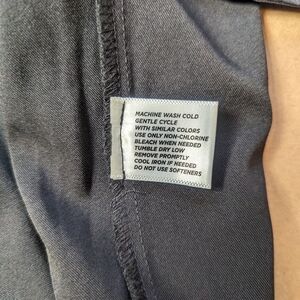 MACHINE WASH COLD
GENTLE CYCLE
WITH SIMILAR COLORS
USE ONLY NON-CHLORINE
BLEACH WHEN NEEDED
TUMBLE DRY LOW
REMOVE PROMPTLY
COOL IRON IF NEEDED
DO NOT USE SOFTENERS